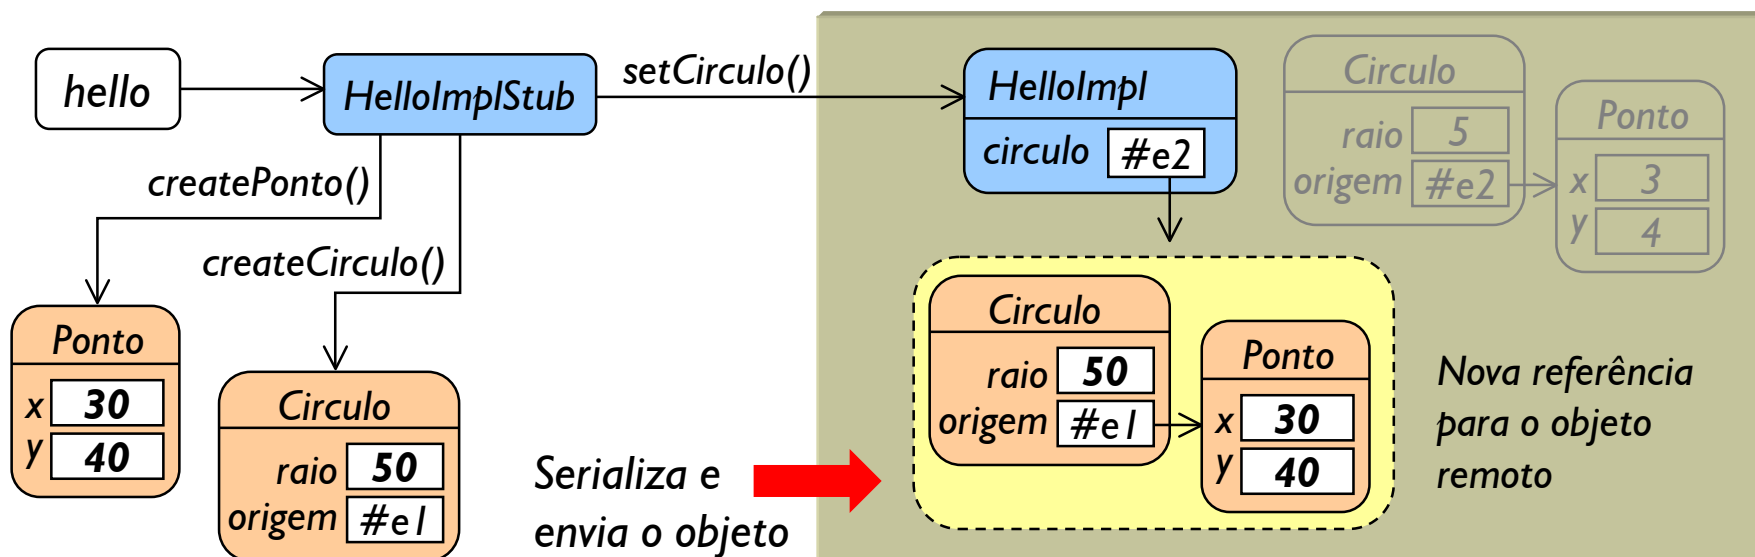 hello
HelloImplStub
setCirculo()
createPonto()
createCirculo()
Ponto
x 30
y 40
Circulo
raio 50
origem #e1
Serializa e
envia o objeto
HelloImpl
circulo #e2
Circulo
raio 5
origem #e2
Ponto
x 3
y 4
Circulo
raio 50
origem #e1
Ponto
x 30
y 40
Nova referência
para o objeto
remoto